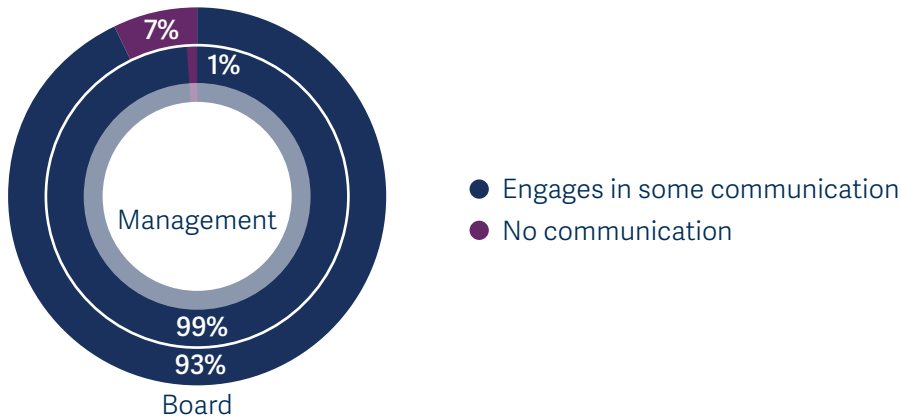 7%
1%
Engages in some communication
Management
No communication
99%
93%
Board